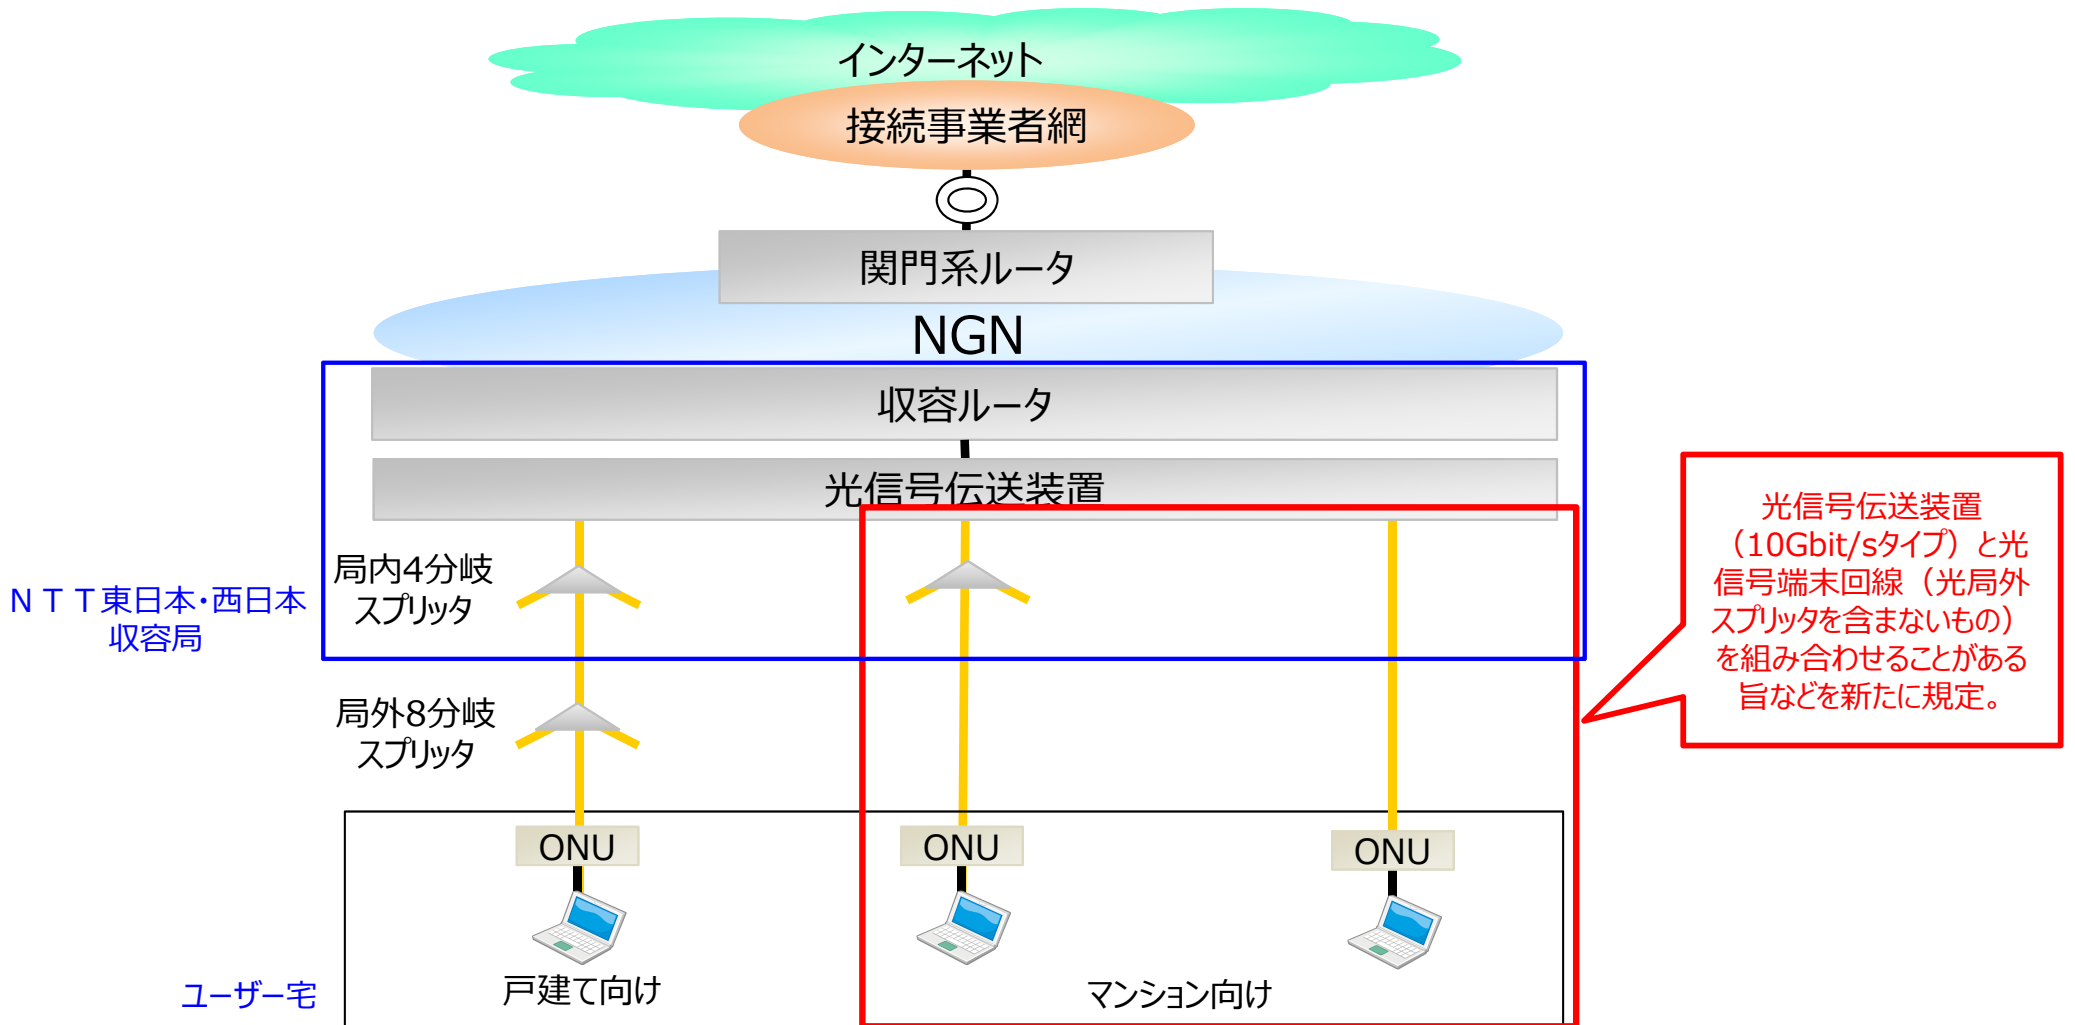 インターネット
接続事業者網
関門系ルータ
NGN
収容ルータ
光信号伝送装置
局内4分岐
スプリッタ
ＮＴＴ東日本・西日本
収容局
局外8分岐
スプリッタ
光信号伝送装置
（10Gbit/sタイプ）と光
信号端末回線（光局外
スプリッタを含まないもの）
を組み合わせることがある
旨などを新たに規定。
ONU
ONU
ONU
ユーザー宅
戸建て向け
マンション向け